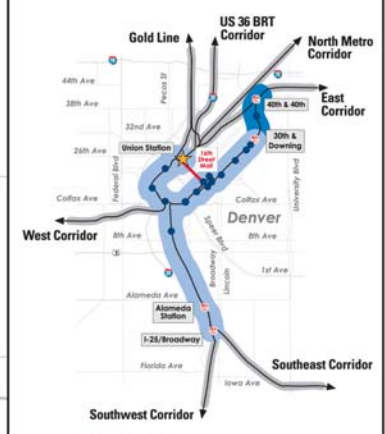 US 36 BRT
Corridor
Gold Line
North Metro
Corridor
44th Ave
Pecos St
38th Ave
40th & 40th
East
Corridor
32nd Ave
30th &
Downing
Union Station
16th
Street
Mall
26th Ave
Federal Blvd
University Blvd
Colfax Ave
Colfax Ave
Denver
West Corridor
8th Ave
Speer Blvd
8th Ave
Broadway
Lincoln
1st Ave
Alameda Ave
Alameda
Station
I-25/Broadway
Florida Ave
Southeast Corridor
Iowa Ave
Southwest Corridor